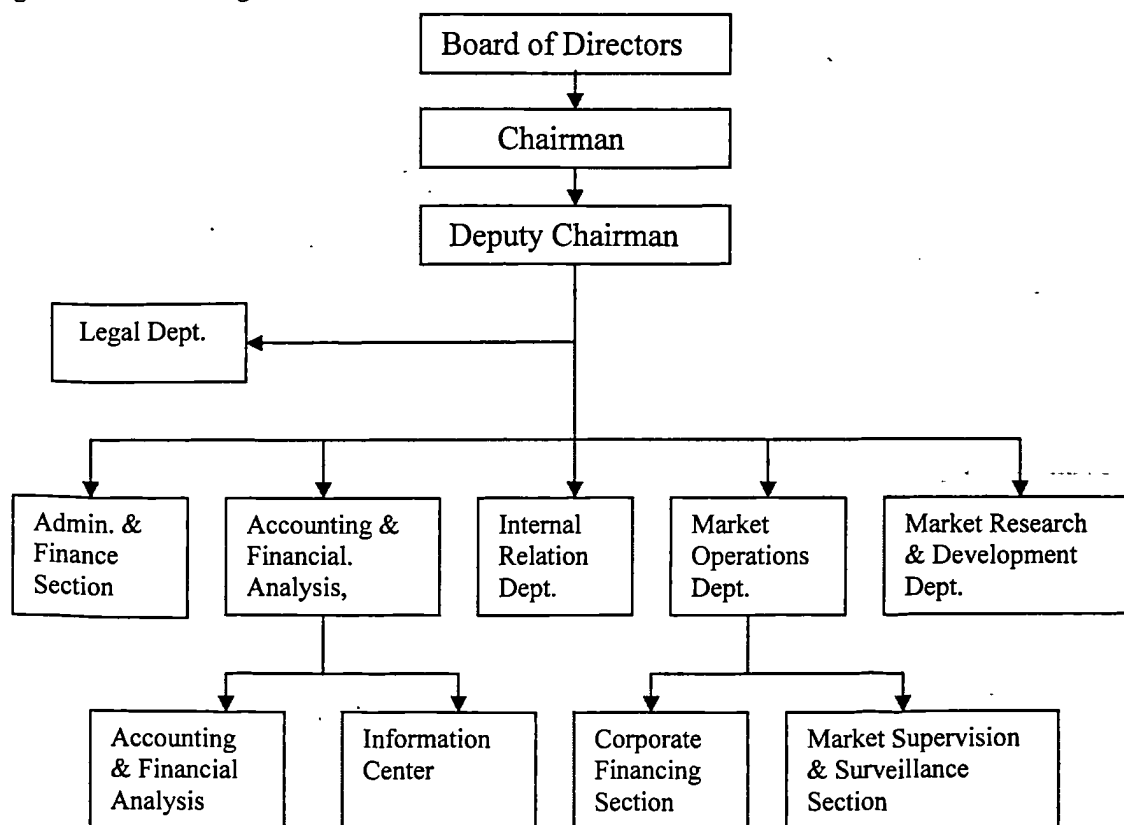 Board of Directors
Chairman
Deputy Chairman
Legal Dept.
Admin. &
Finance
Section
Accounting &
Financial.
Analysis,
Internal
Relation
Dept.
Market
Operations
Dept.
Market Research
& Development
Dept.
Accounting
& Financial
Analysis
Information
Center
Corporate
Financing
Section
Market Supervision
& Surveillance
Section